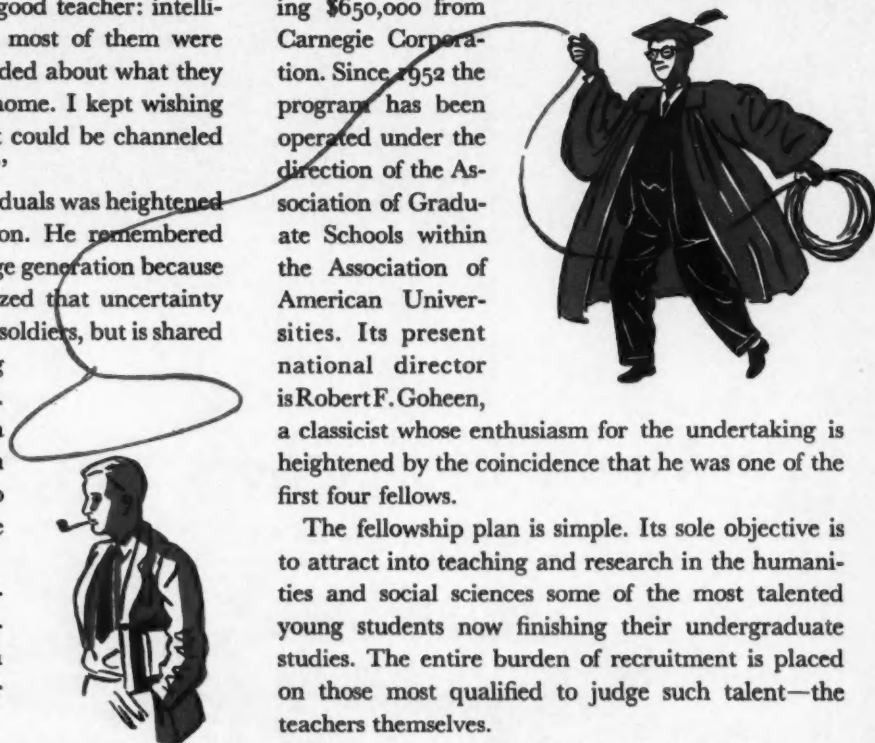 good teacher: intelli-
most of them were
ded about what they
nome. I kept wishing
could be channeled
”
duals was heightened
on. He remembered
ge generation because
zed that uncertainty
soldiers, but is shared
ing $650,000 from
Carnegie Corpora-
tion. Since 1952 the
program has been
operated under the
direction of the As-
sociation of Gradu-
ate Schools within
the Association of
American Univer-
sities. Its present
national director
is Robert F. Goheen,
a classicist whose enthusiasm for the undertaking is
heightened by the coincidence that he was one of the
first four fellows.
The fellowship plan is simple. Its sole objective is
to attract into teaching and research in the humani-
ties and social sciences some of the most talented
young students now finishing their undergraduate
studies. The entire burden of recruitment is placed
on those most qualified to judge such talent—the
teachers themselves.